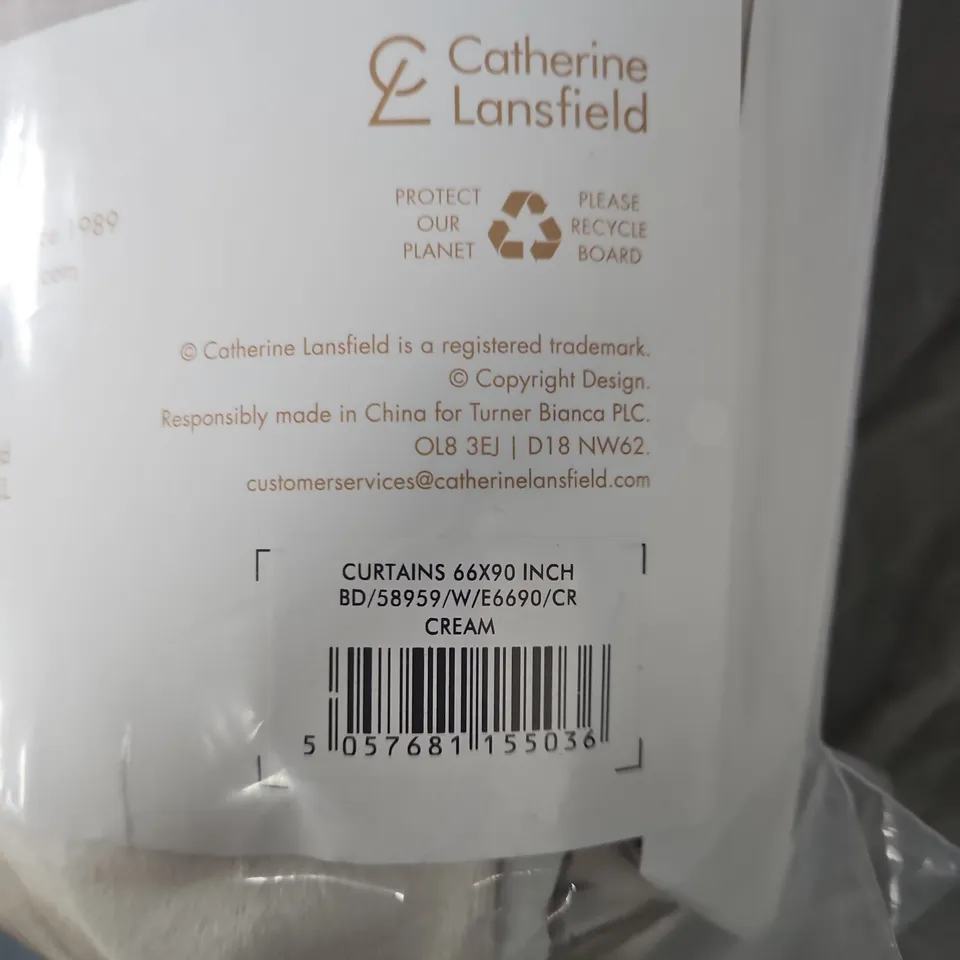 Catherine
Lansfield
PROTECT
OUR
PLANET
PLEASE
RECYCLE
BOARD
1989
© Catherine Lansfield is a registered trademark.
© Copyright Design.
Responsibly made in China for Turner Bianca PLC.
OL8 3EJ | D18 NW62.
customerservices@catherinelansfield.com
CURTAINS 66X90 INCH
BD/58959/W/E6690/CR
CREAM
5 057681 155036